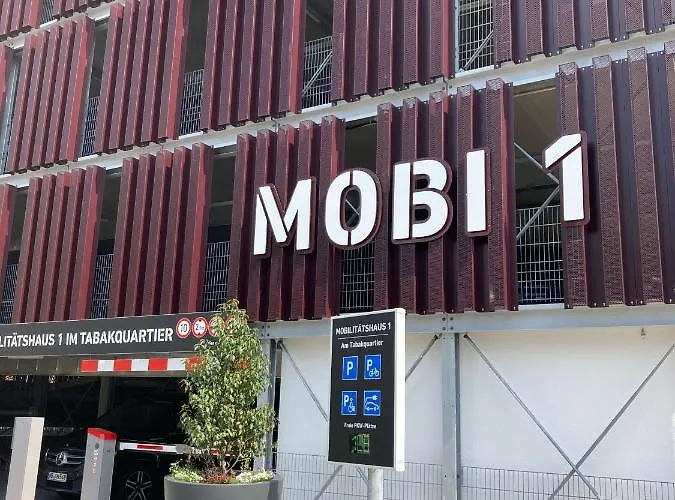 MOBI 1
ILITÄTSHAUS 1 IM TABAKQUARTIER
MOBILITÄTSHAUS 1
Am Tabakquartier
P
P
P
Freie PKW-Plätze